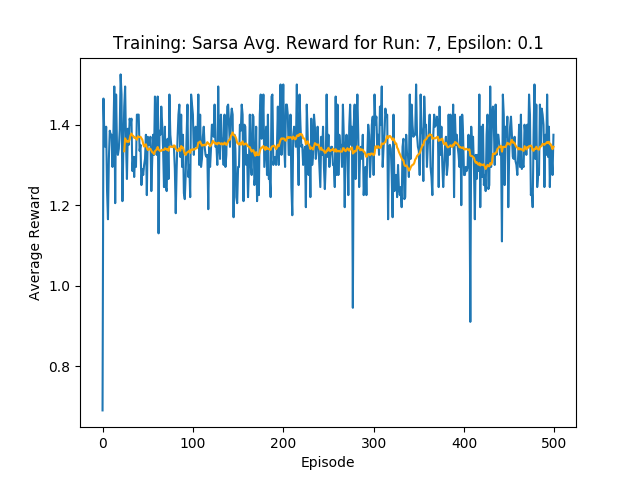 Training: Sarsa Avg. Reward for Run: 7, Epsilon: 0.1
1.4
1.2
1.0
0.8
Average Reward
0 100 200 300 400 500
Episode